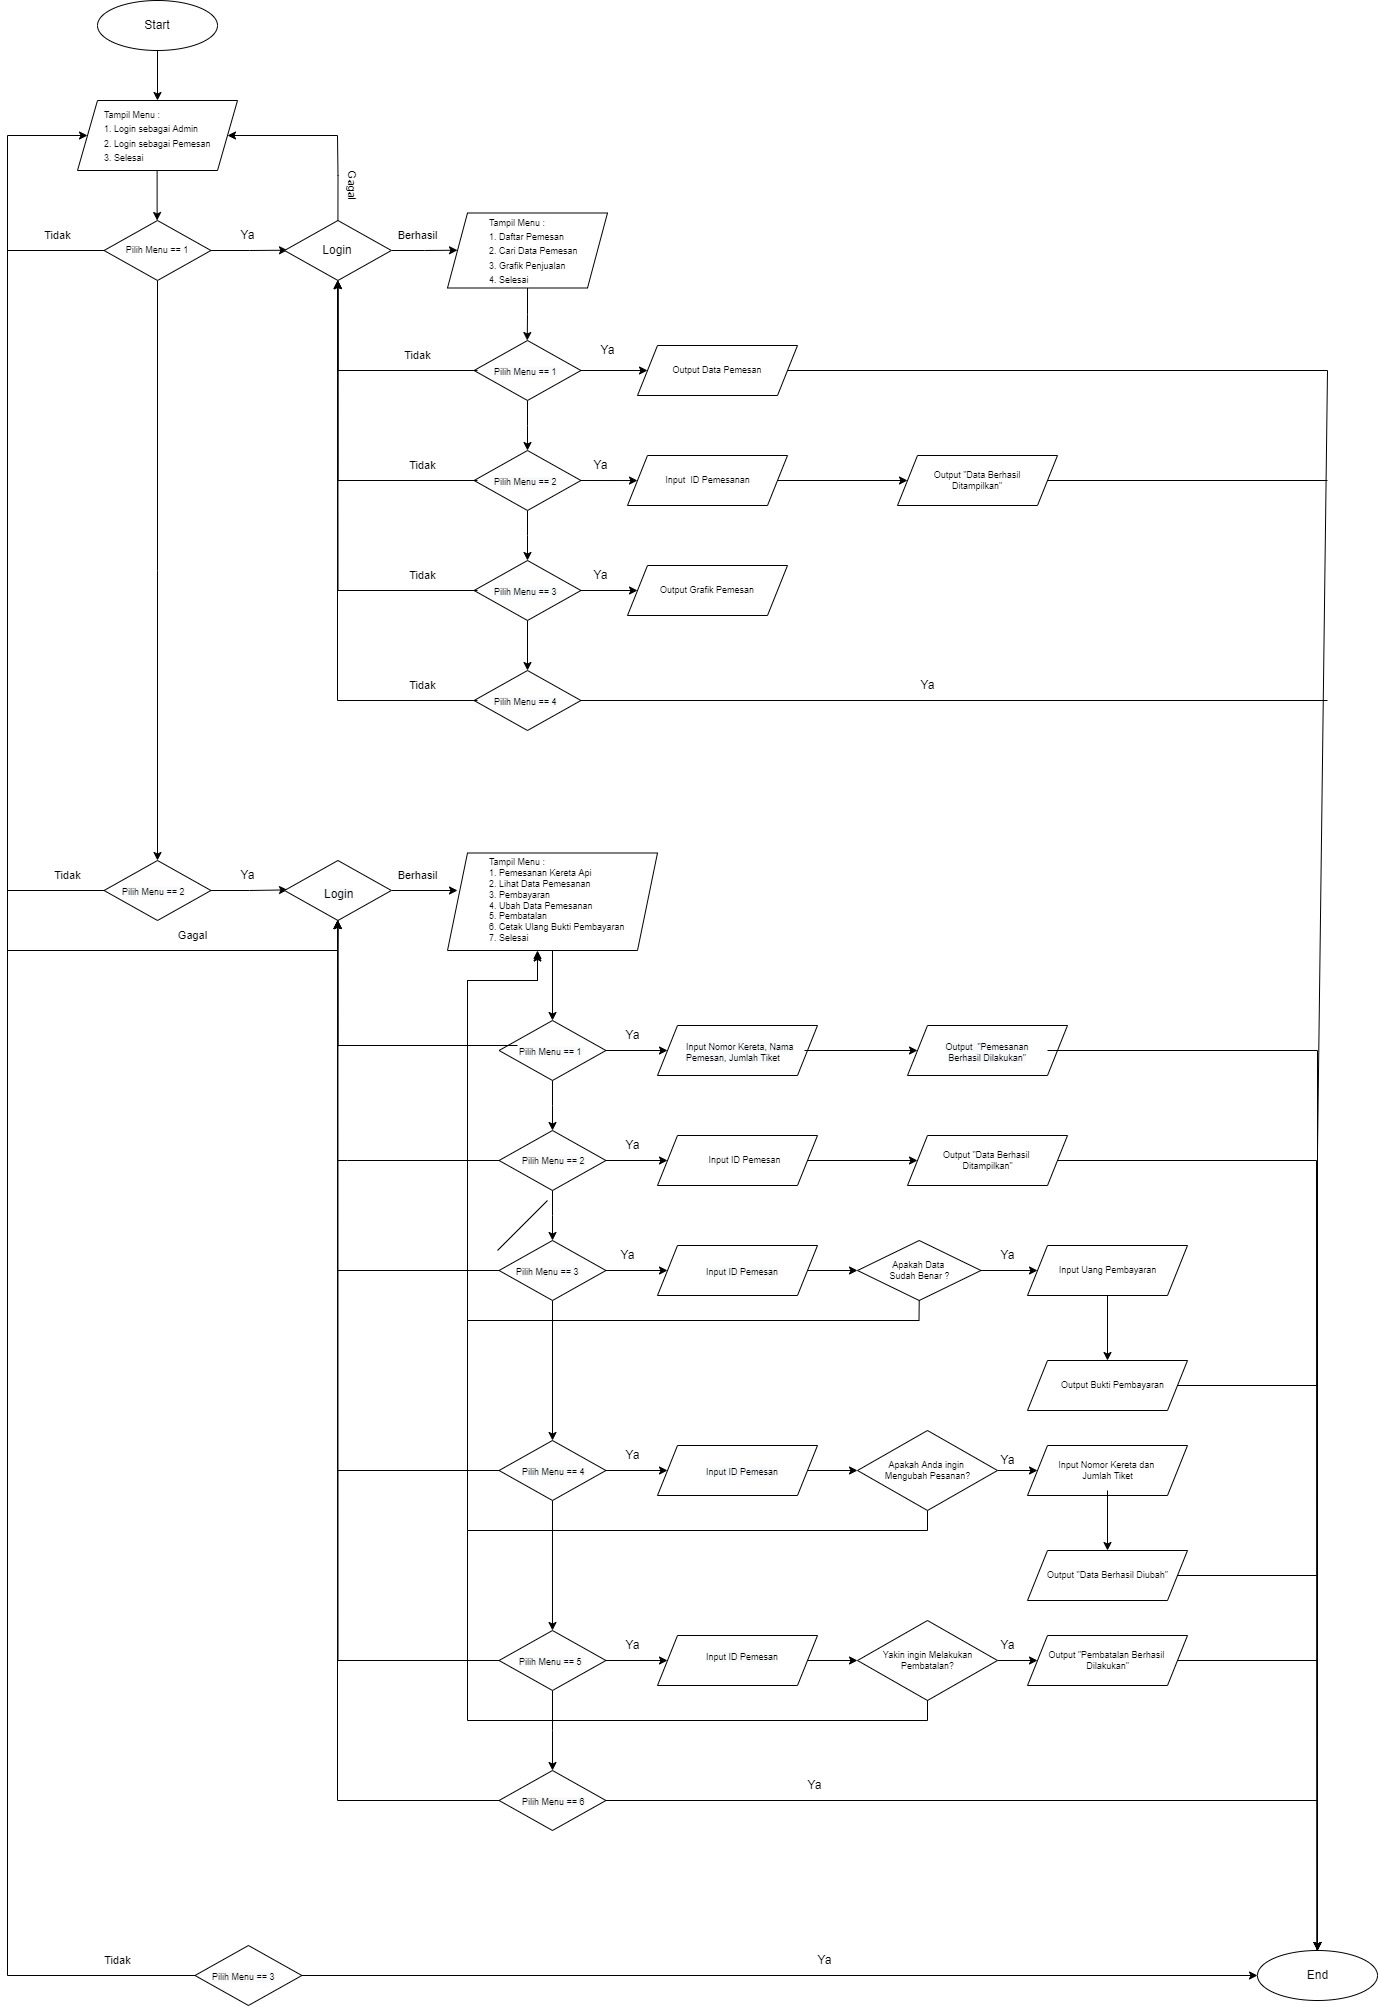 Start
Tampil Menu :
1. Login sebagai Admin
2. Login sebagai Pemesan
3. Selesai
Gagal
Tidak
Pilih Menu == 1
Ya
Login
Berhasil
Tampil Menu :
1. Daftar Pemesan
2. Cari Data Pemesan
3. Grafik Penjualan
4. Selesai
Tidak
Pilih Menu == 1
Ya
Output Data Pemesan
Tidak
Pilih Menu == 2
Ya
Input ID Pemesanan
Output "Data Berhasil
Ditampilkan"
Tidak
Pilih Menu == 3
Ya
Output Grafik Pemesan
Tidak
Pilih Menu == 4
Ya
Tidak
Pilih Menu == 2
Ya
Login
Berhasil
Tampil Menu :
1. Pemesanan Kereta Api
2. Lihat Data Pemesanan
3. Pembayaran
4. Ubah Data Pemesanan
5. Pembatalan
6. Cetak Ulang Bukti Pembayaran
7. Selesai
Gagal
Pilih Menu == 1
Ya
Input Nomor Kereta, Nama
Pemesan, Jumlah Tiket
Output "Pemesanan
Berhasil Dilakukan"
Pilih Menu == 2
Ya
Input ID Pemesan
Output "Data Berhasil
Ditampilkan"
Pilih Menu == 3
Ya
Input ID Pemesan
Apakah Data
Sudah Benar ?
Ya
Input Uang Pembayaran
Output Bukti Pembayaran
Pilih Menu == 4
Ya
Input ID Pemesan
Apakah Anda ingin
Mengubah Pesanan?
Ya
Input Nomor Kereta dan
Jumlah Tiket
Output "Data Berhasil Diubah"
Pilih Menu == 5
Ya
Input ID Pemesan
Yakin ingin Melakukan
Pembatalan?
Ya
Output "Pembatalan Berhasil
Dilakukan"
Pilih Menu == 6
Ya
Tidak
Pilih Menu == 3
Ya
End